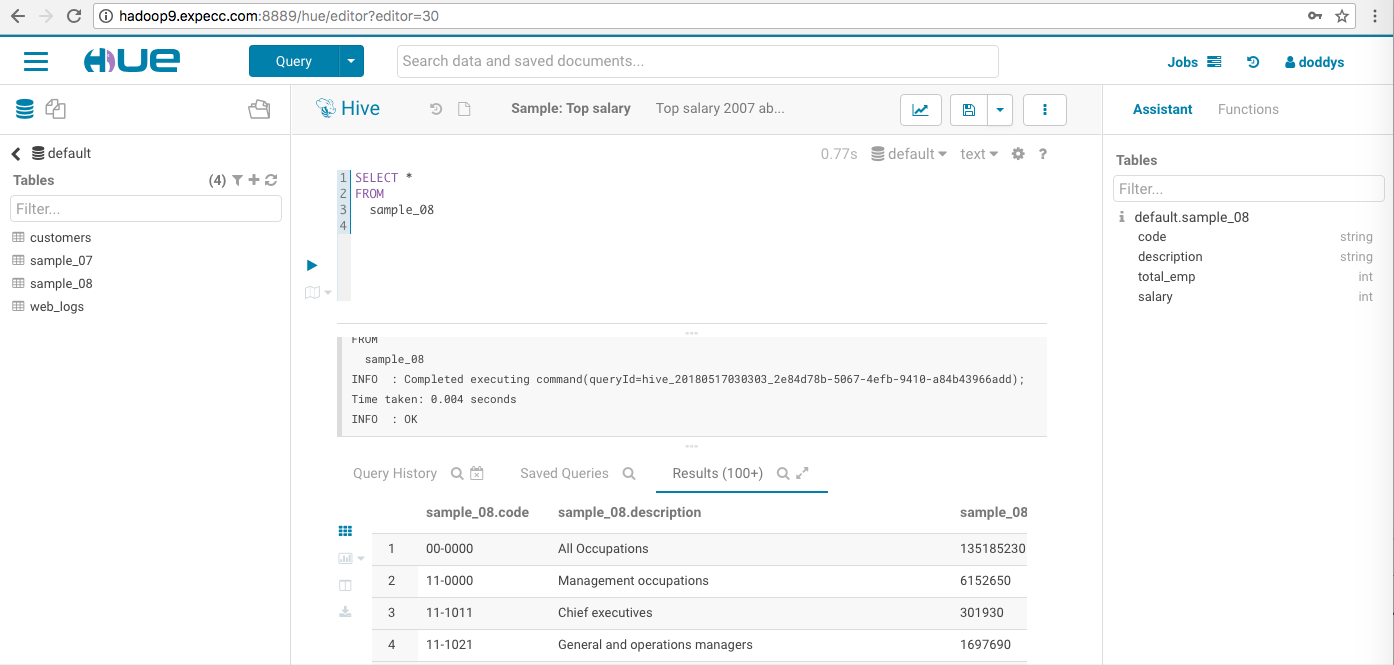 hadoop9.expecc.com:8889/hue/editor?editor=30
HUE
Query
Search data and saved documents...
Jobs
doddys
Hive
Sample: Top salary
Top salary 2007 ab...
Assistant
Functions
default
Tables
(4)
Filter...
customers
sample_07
sample_08
web_logs
0.77s
default
text
?
1 SELECT *
2 FROM
3 sample_08
4
FROM
sample_08
INFO : Completed executing command(queryId=hive_20180517030303_2e84d78b-5067-4efb-9410-a84b43966add);
Time taken: 0.004 seconds
INFO : OK
Query History
Saved Queries
Results (100+)
sample_08.code sample_08.description sample_08
1 00-0000 All Occupations 135185230
2 11-0000 Management occupations 6152650
3 11-1011 Chief executives 301930
4 11-1021 General and operations managers 1697690
Tables
Filter...
default.sample_08
code string
description string
total_emp int
salary int